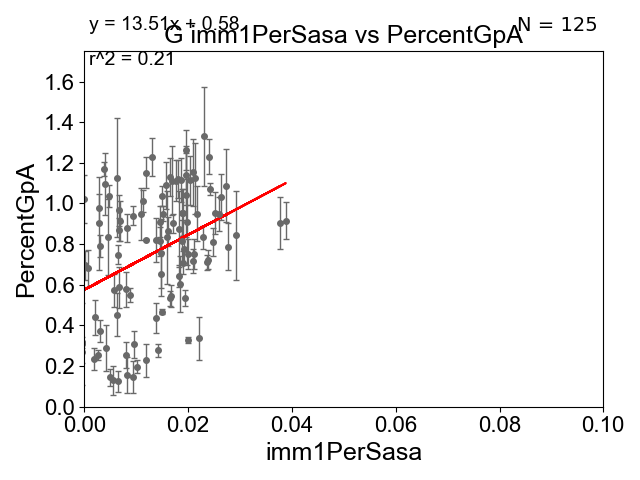 y = 13.51x + 0.58
N = 125
G imm1PerSasa vs PercentGpA
r^2 = 0.21
1.6
1.4
1.2
1.0
0.8
0.6
0.4
0.2
0.0
PercentGpA
0.00 0.02 0.04 0.06 0.08 0.10
imm1PerSasa